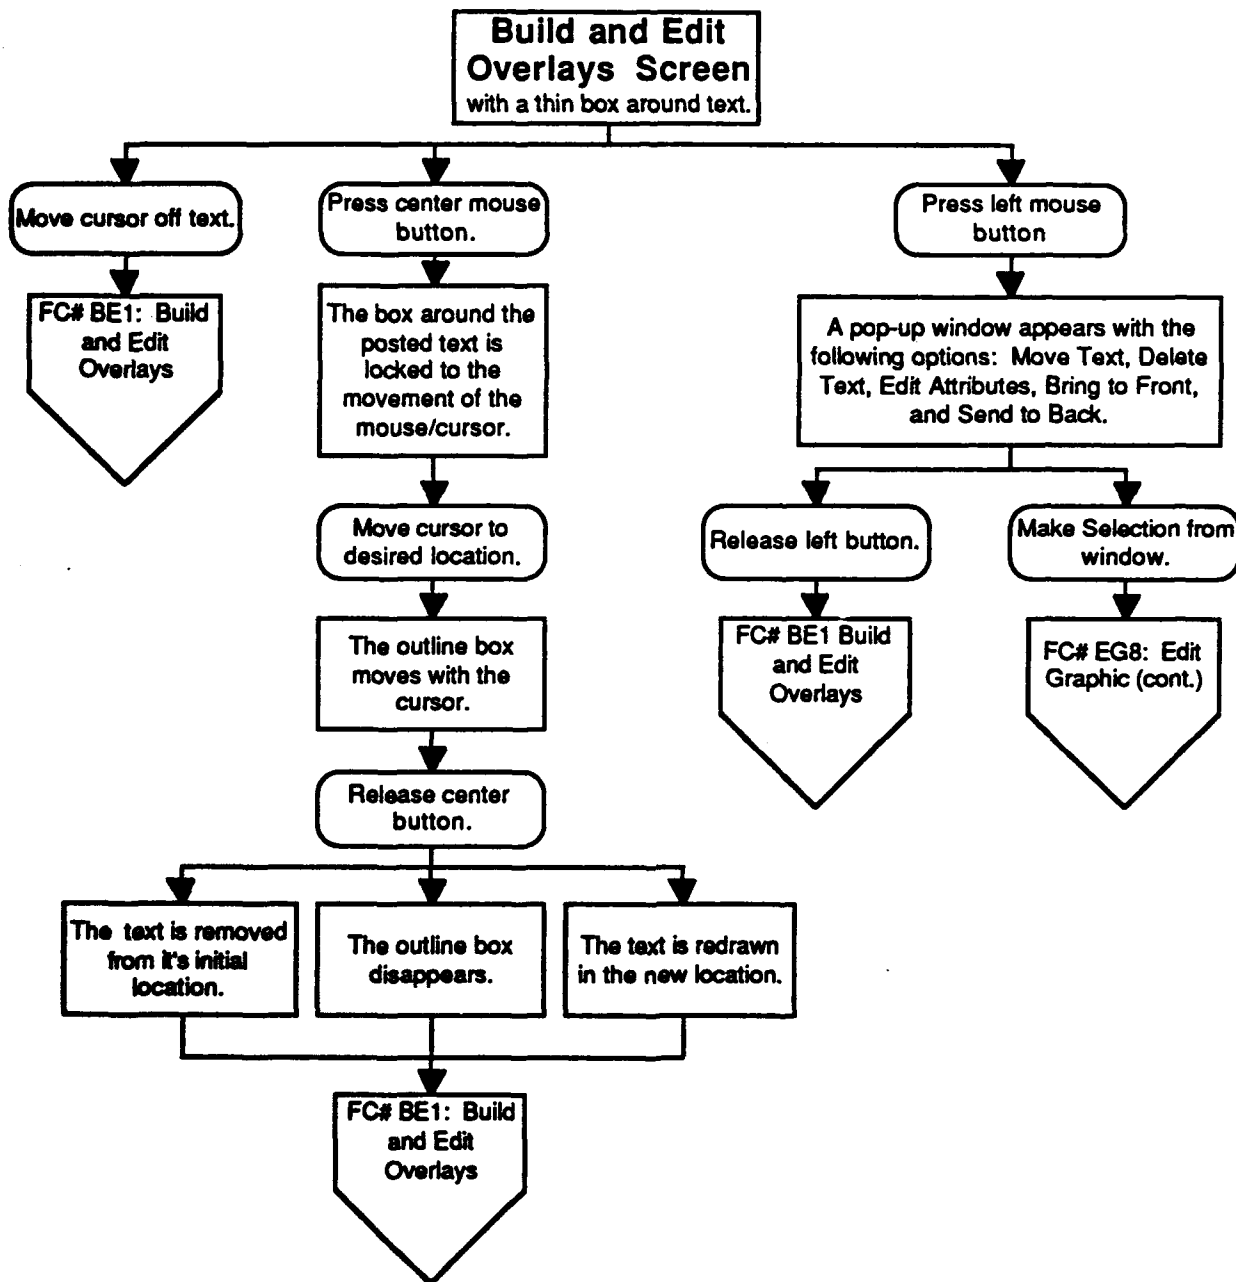 Build and Edit
Overlays Screen
with a thin box around text.
Move cursor off text.
FC# BE1: Build
and Edit
Overlays
Press center mouse
button.
The box around the
posted text is
locked to the
movement of the
mouse/cursor.
Move cursor to
desired location.
The outline box
moves with the
cursor.
Release center
button.
The text is removed
from it's initial
location.
The outline box
disappears.
The text is redrawn
in the new location.
FC# BE1: Build
and Edit
Overlays
Press left mouse
button
A pop-up window appears with the
following options: Move Text, Delete
Text, Edit Attributes, Bring to Front,
and Send to Back.
Release left button.
FC# BE1 Build
and Edit
Overlays
Make Selection from
window.
FC# EG8: Edit
Graphic (cont.)